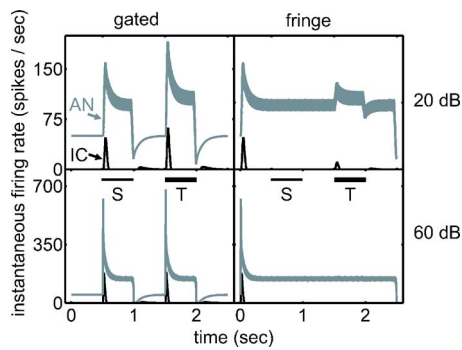 gated fringe
instantaneous firing rate (spikes / sec)
150
AN
75
IC
0
20 dB
S T S T
700
350
0
60 dB
0 1 2 0 1 2
time (sec)